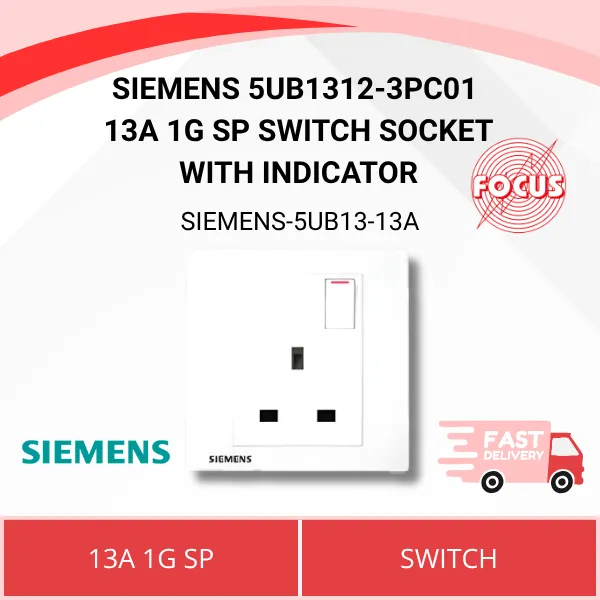 SIEMENS 5UB1312-3PC01
13A 1G SP SWITCH SOCKET
WITH INDICATOR
FOCUS
SIEMENS-5UB13-13A
SIEMENS
SIEMENS
FAST
DELIVERY
13A 1G SP
SWITCH